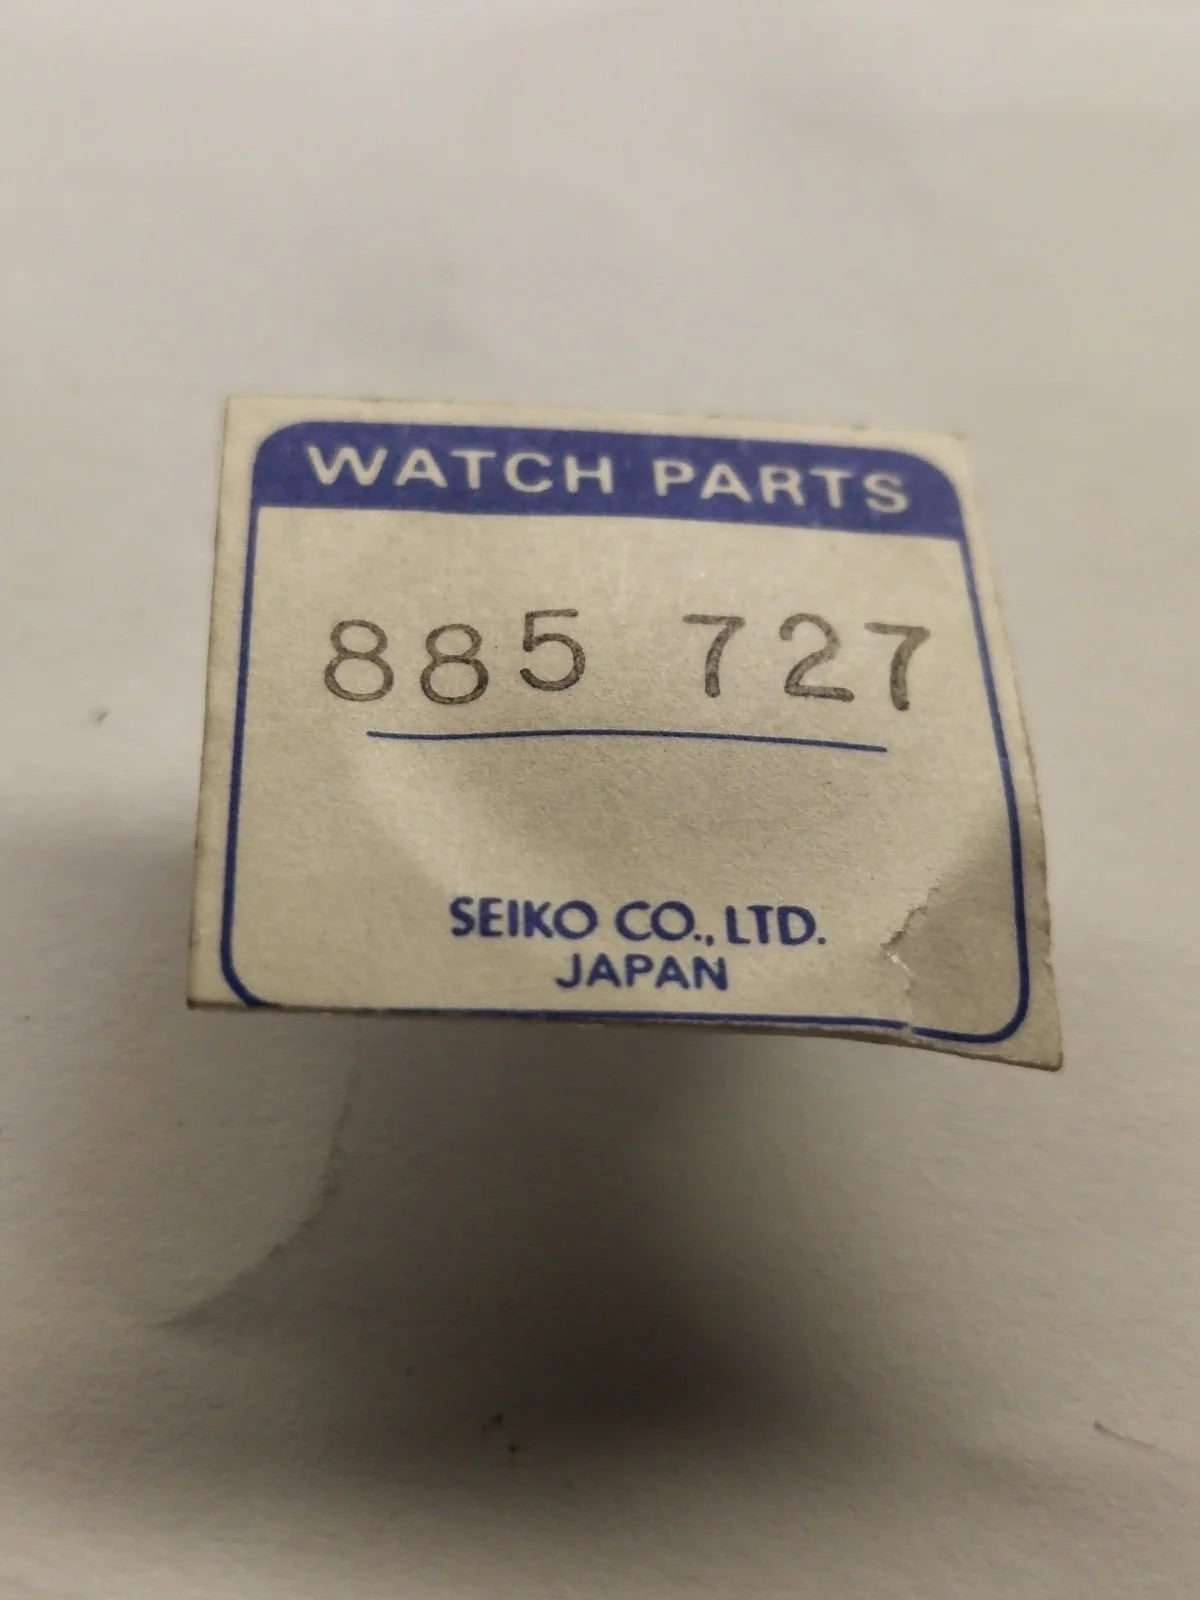 WATCH PARTS
885 727
SEIKO CO., LTD.
JAPAN